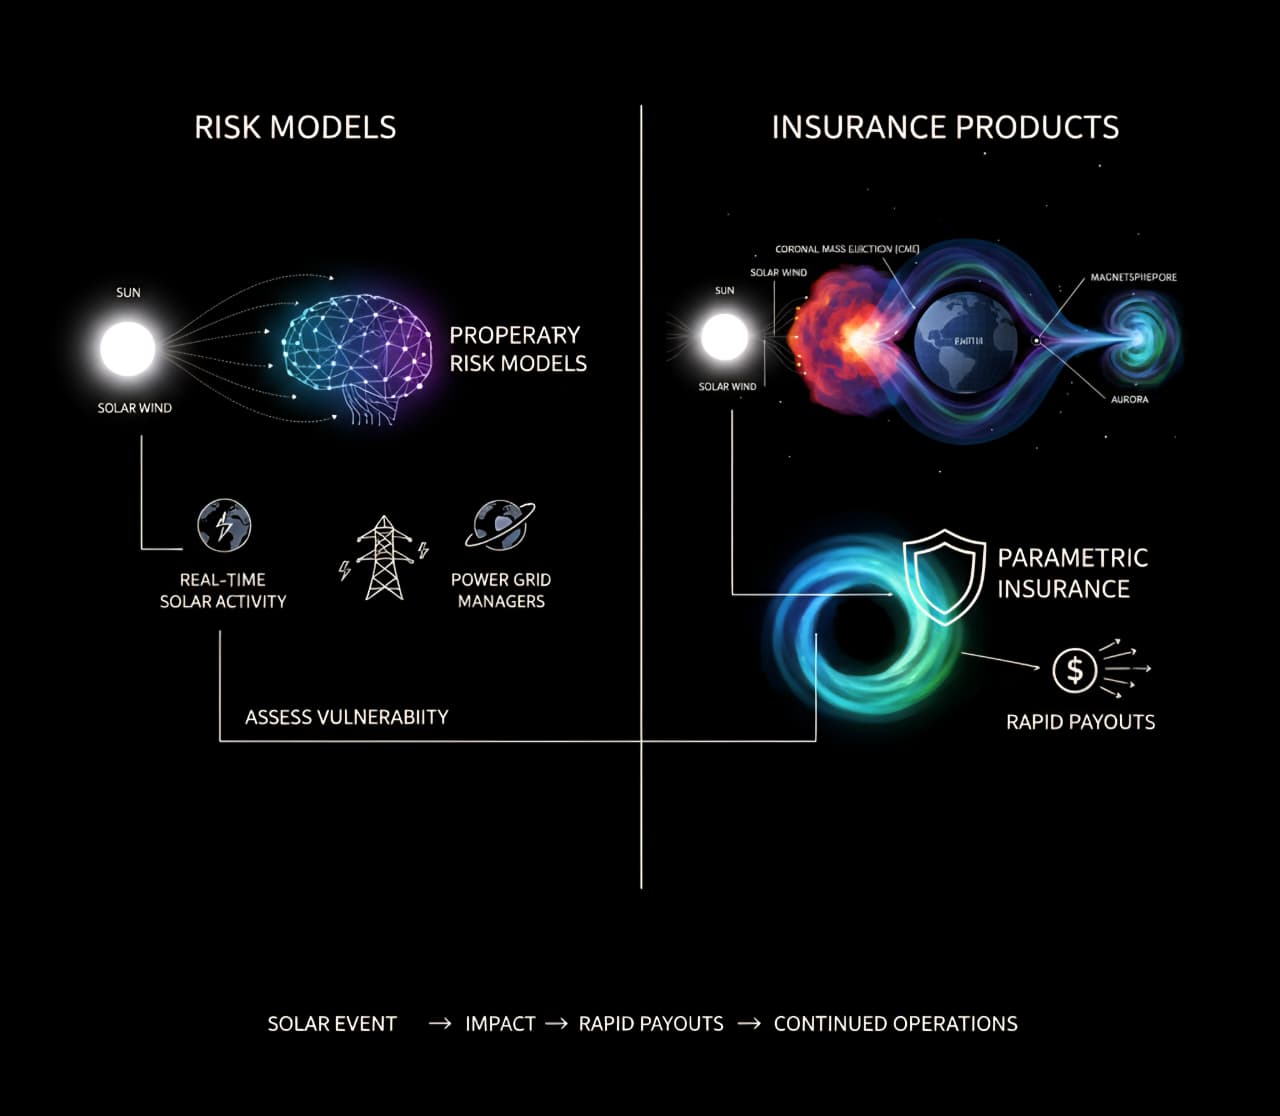 RISK MODELS
SUN
SOLAR WIND
PROPERARY
RISK MODELS
REAL-TIME
SOLAR ACTIVITY
POWER GRID
MANAGERS
ASSESS VULNERABIITY
INSURANCE PRODUCTS
CORONAL MASS EJECTION [CME]
SOLAR WIND
SUN
SOLAR WIND
MAGNETSPIIEPORE
AURORA
PARAMETRIC
INSURANCE
$
RAPID PAYOUTS
SOLAR EVENT → IMPACT → RAPID PAYOUTS → CONTINUED OPERATIONS